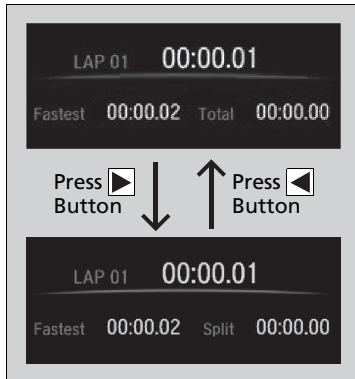 LAP 01 00:00.01
Fastest 00:00.02 Total 00:00.00
Press ▶ Press ◀
Button Button
LAP 01 00:00.01
Fastest 00:00.02 Split 00:00.00